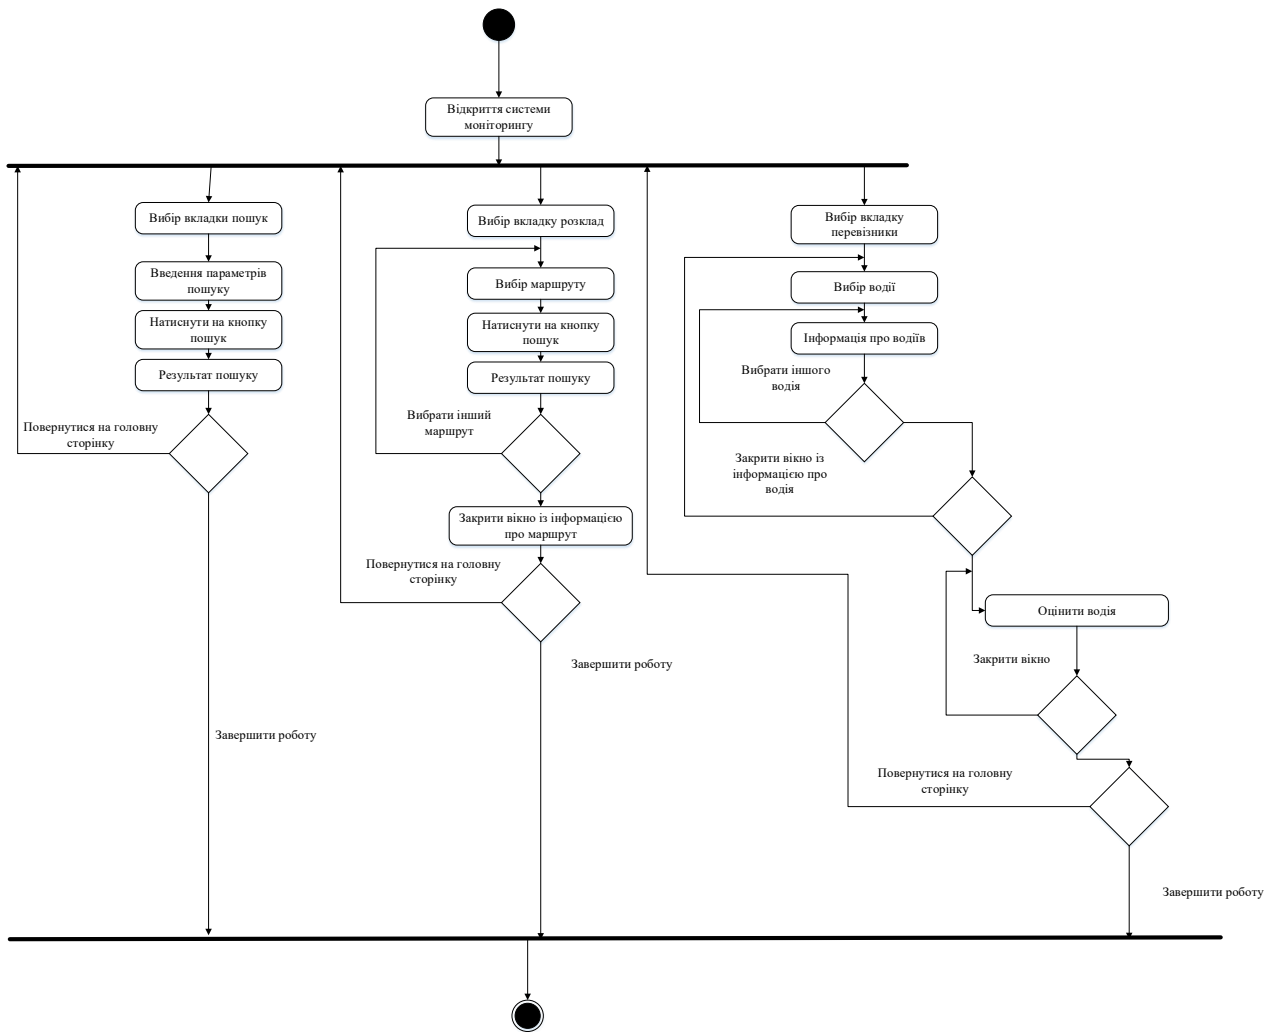 Відкриття системи
моніторингу
Вибір вкладки пошук
Введення параметрів
пошуку
Натиснути на кнопку
пошук
Результат пошуку
Повернутися на головну
сторінку
Завершити роботу
Вибір вкладку розклад
Вибір маршруту
Натиснути на кнопку
пошук
Результат пошуку
Вибрати інший
маршрут
Закрити вікно із інформацією
про маршрут
Повернутися на головну
сторінку
Завершити роботу
Вибір вкладку
перевізники
Вибір водії
Інформація про водіїв
Вибрати іншого
водія
Закрити вікно із
інформацією про
водія
Оцінити водія
Закрити вікно
Повернутися на головну
сторінку
Завершити роботу